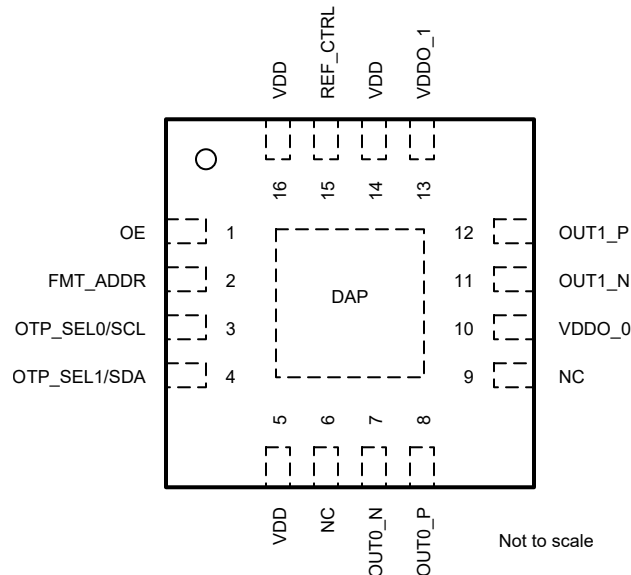 VDD
REF_CTRL
VDD
VDDO_1
16
15
14
13
OE
1
12
OUT1_P
FMT_ADDR
2
11
OUT1_N
DAP
OTP_SEL0/SCL
3
10
VDDO_0
OTP_SEL1/SDA
4
9
NC
5
6
7
8
VDD
NC
OUT0_N
OUT0_P
Not to scale